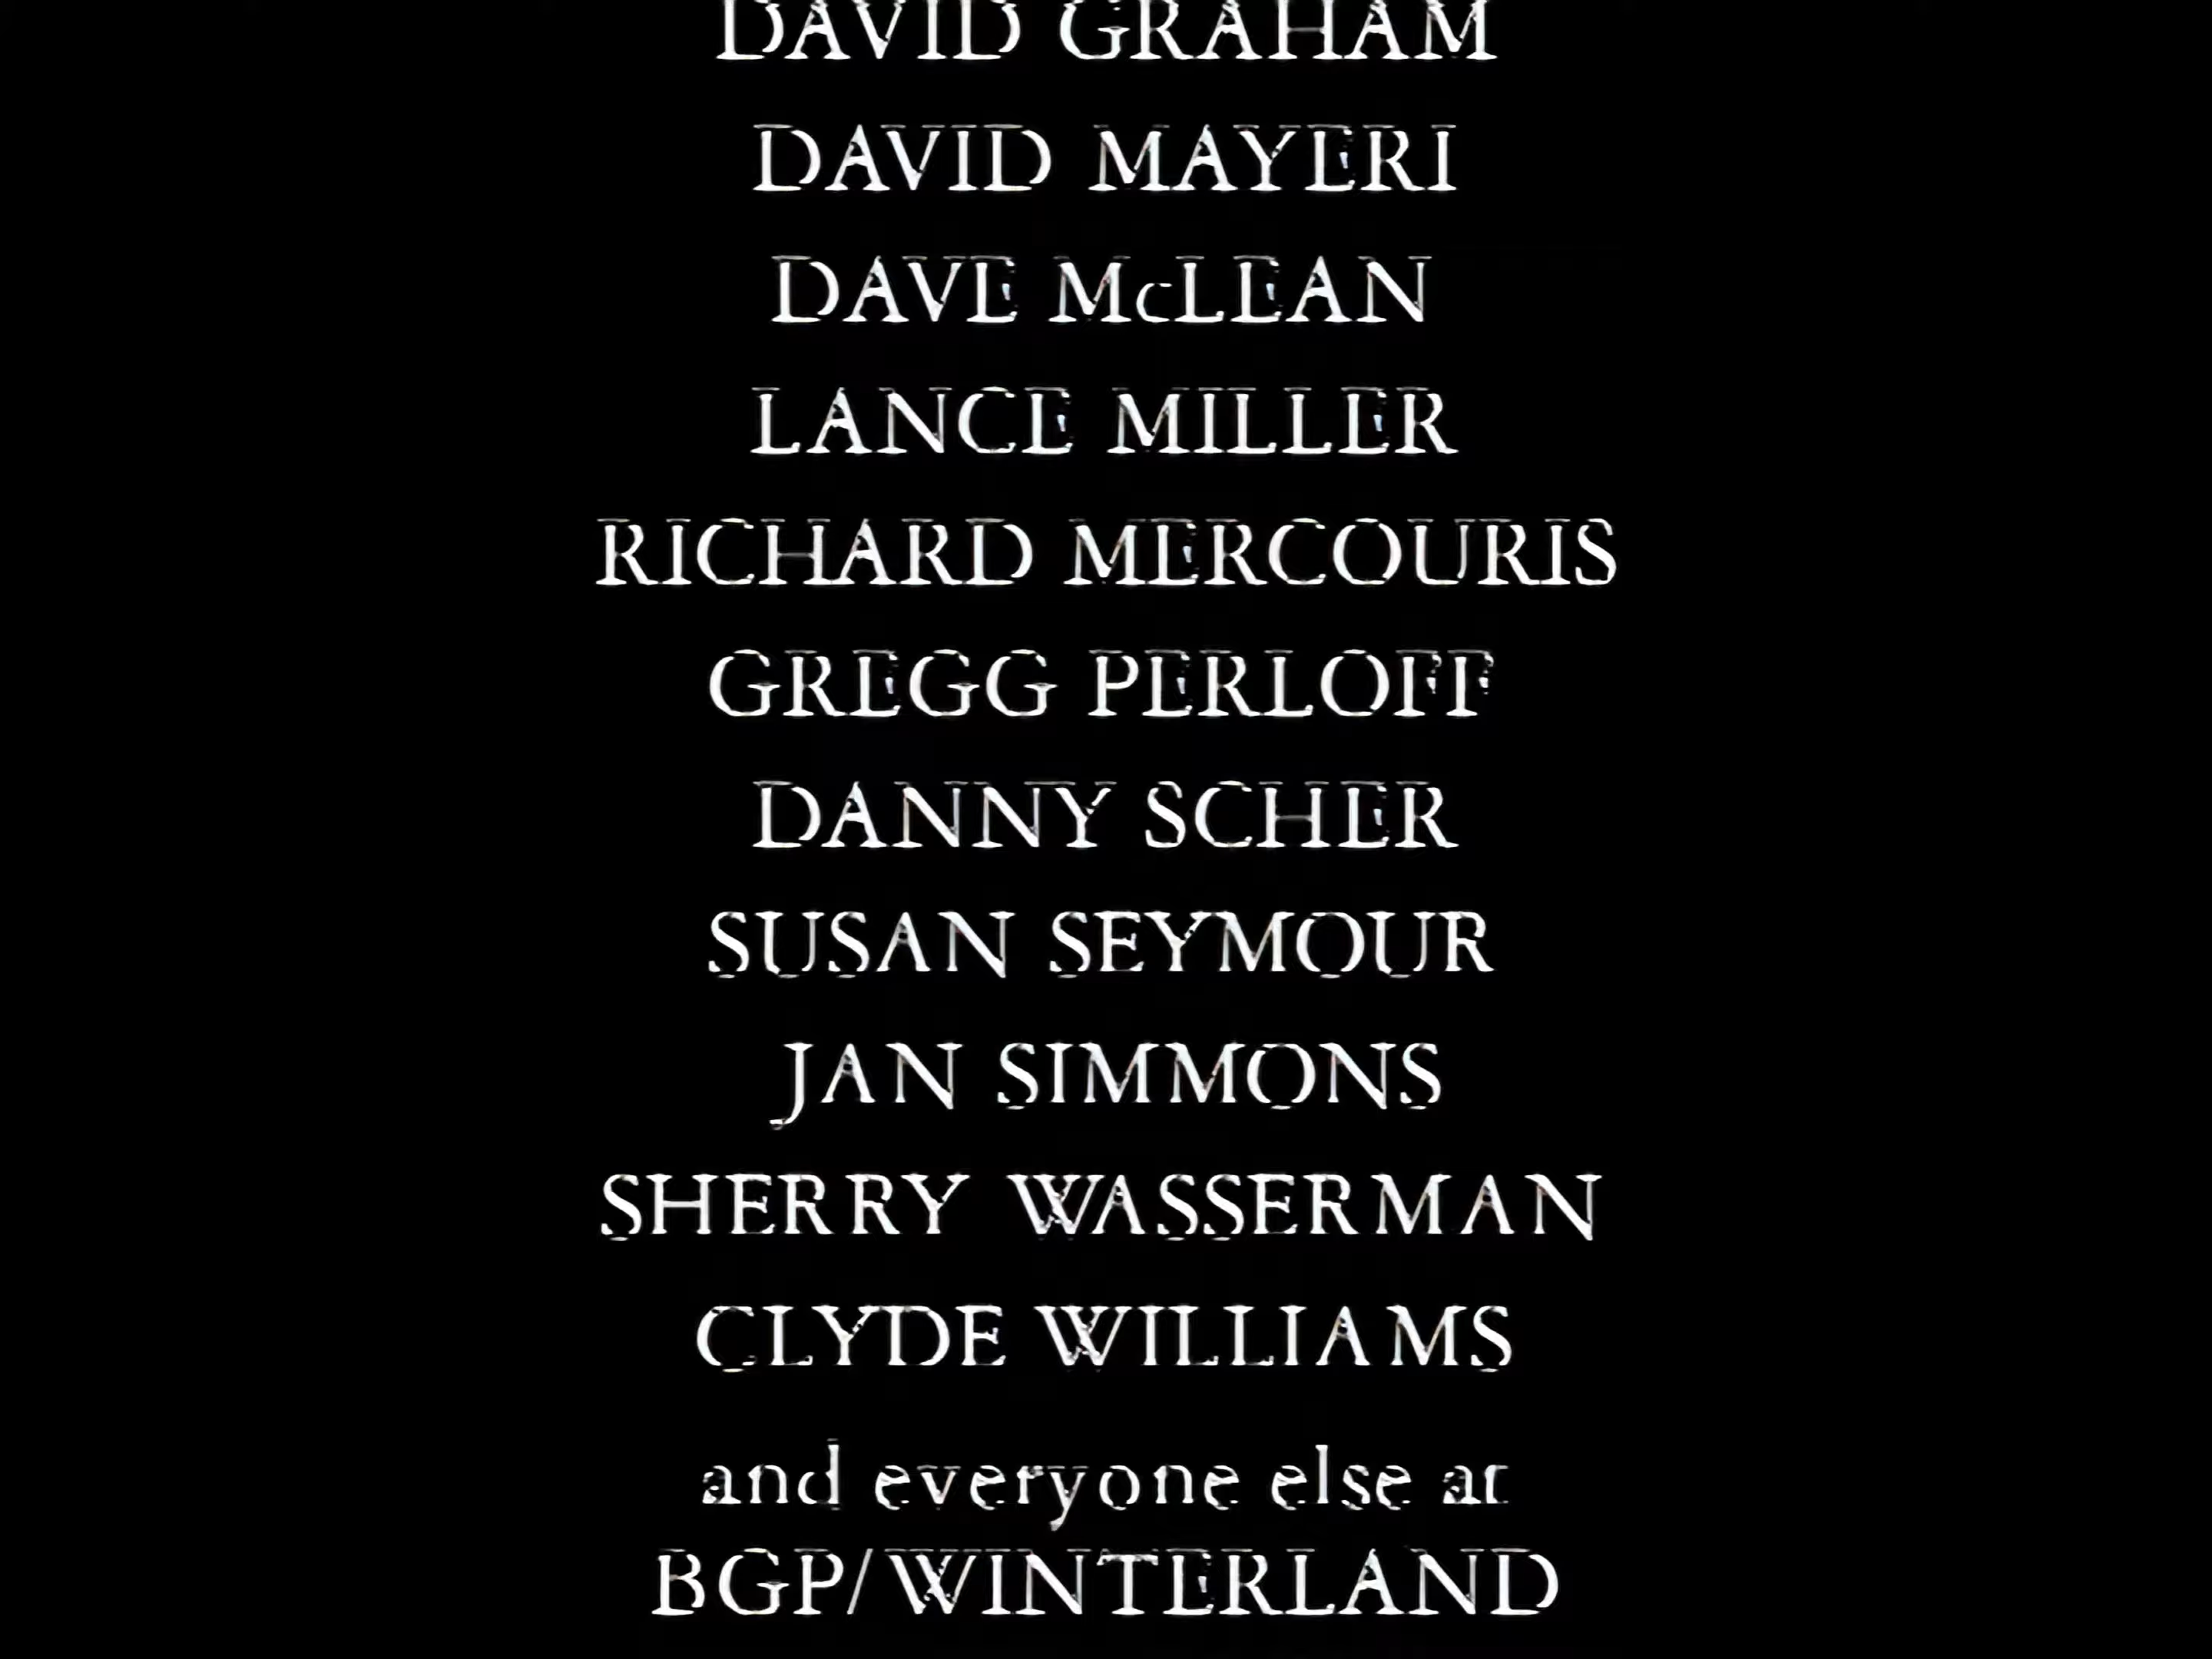 DAVID GRAHAM
DAVID MAYERI
DAVE McLEAN
LANCE MILLER
RICHARD MERCOURIS
GREGG PERLOFF
DANNY SCHER
SUSAN SEYMOUR
JAN SIMMONS
SHERRY WASSERMAN
CLYDE WILLIAMS
and everyone else at
BGP/WINTERLAND